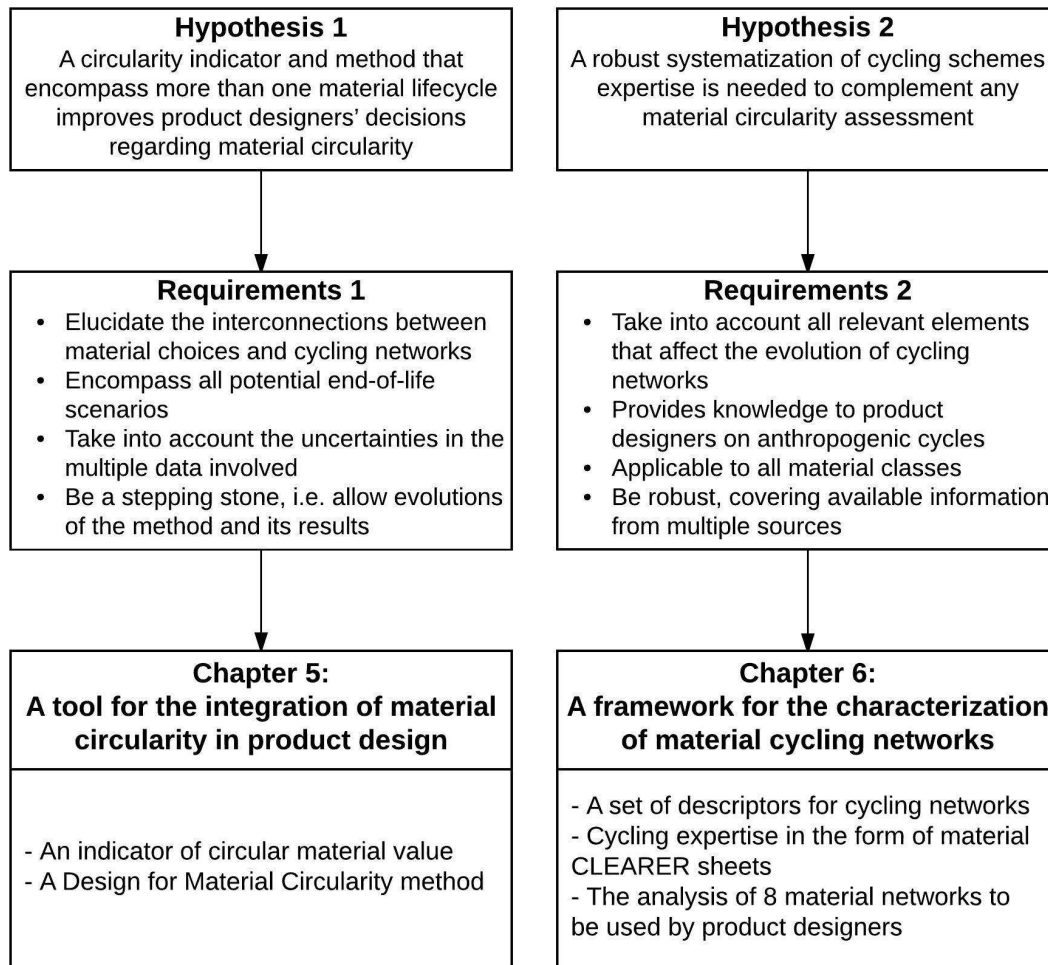 Hypothesis 1
A circularity indicator and method that
encompass more than one material lifecycle
improves product designers’ decisions
regarding material circularity
Hypothesis 2
A robust systematization of cycling schemes
expertise is needed to complement any
material circularity assessment
Requirements 1
• Elucidate the interconnections between
material choices and cycling networks
• Encompass all potential end-of-life
scenarios
• Take into account the uncertainties in the
multiple data involved
• Be a stepping stone, i.e. allow evolutions
of the method and its results
Requirements 2
• Take into account all relevant elements
that affect the evolution of cycling
networks
• Provides knowledge to product
designers on anthropogenic cycles
• Applicable to all material classes
• Be robust, covering available information
from multiple sources
Chapter 5:
A tool for the integration of material
circularity in product design
- An indicator of circular material value
- A Design for Material Circularity method
Chapter 6:
A framework for the characterization
of material cycling networks
- A set of descriptors for cycling networks
- Cycling expertise in the form of material
CLEARER sheets
- The analysis of 8 material networks to
be used by product designers